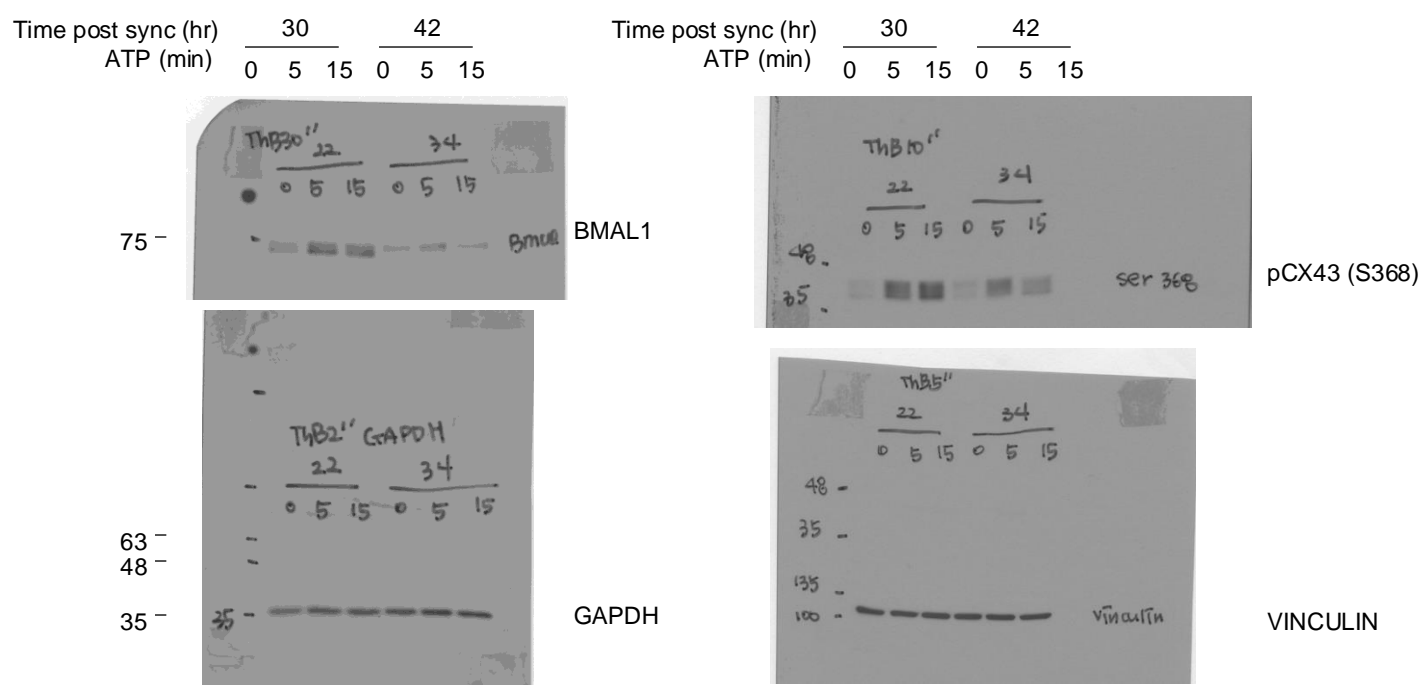 Time post sync (hr) 30 42
ATP (min) 0 5 15 0 5 15
ThB30"
22 34
0 5 15 0 5 15
75
BMAL1
ThB2" GAPDH
22 34
0 5 15 0 5 15
63
48
35
35
GAPDH
Time post sync (hr) 30 42
ATP (min) 0 5 15 0 5 15
ThB10"
22 34
0 5 15 0 5 15
48
35
ser 368
pCX43 (S368)
ThB5"
22 34
0 5 15 0 5 15
48
35
135
100
vinculin
VINCULIN